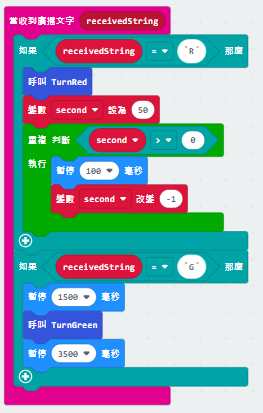 當收到廣播文字 receivedString
如果 receivedString = ▼ "R" 那麼
呼叫 TurnRed
變數 second ▼ 設為 50
重複 判斷 second > ▼ 0
執行
暫停 100 ▼ 毫秒
變數 second ▼ 改變 -1
如果 receivedString = ▼ "G" 那麼
暫停 1500 ▼ 毫秒
呼叫 TurnGreen
暫停 3500 ▼ 毫秒